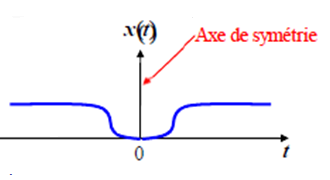 x(t)
Axe de symétrie
0
t